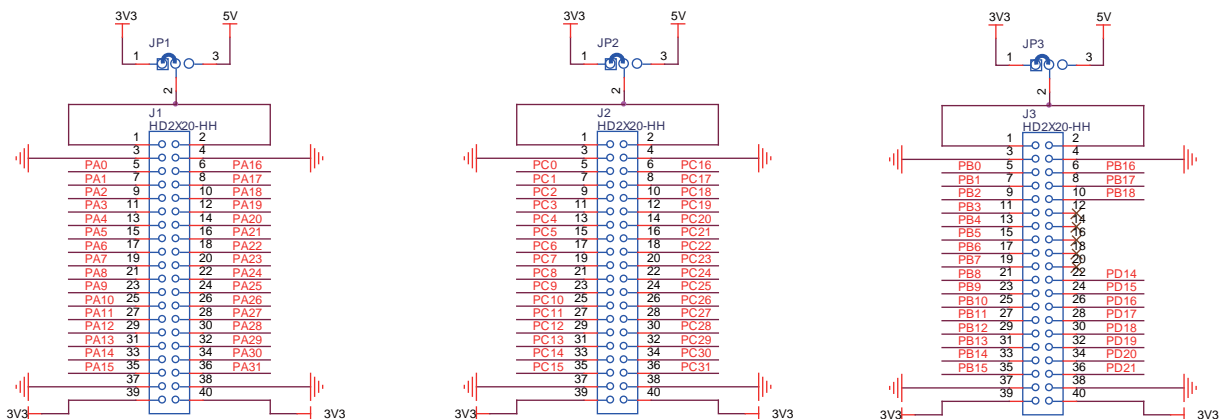 3V3 5V
JP1
1 3
2
J1
HD2X20-HH
1 2
3 4
PA0 5 6 PA16
PA1 7 8 PA17
PA2 9 10 PA18
PA3 11 12 PA19
PA4 13 14 PA20
PA5 15 16 PA21
PA6 17 18 PA22
PA7 19 20 PA23
PA8 21 22 PA24
PA9 23 24 PA25
PA10 25 26 PA26
PA11 27 28 PA27
PA12 29 30 PA28
PA13 31 32 PA29
PA14 33 34 PA30
PA15 35 36 PA31
37 38
39 40
3V3 3V3
3V3 5V
JP2
1 3
2
J2
HD2X20-HH
1 2
3 4
PC0 5 6 PC16
PC1 7 8 PC17
PC2 9 10 PC18
PC3 11 12 PC19
PC4 13 14 PC20
PC5 15 16 PC21
PC6 17 18 PC22
PC7 19 20 PC23
PC8 21 22 PC24
PC9 23 24 PC25
PC10 25 26 PC26
PC11 27 28 PC27
PC12 29 30 PC28
PC13 31 32 PC29
PC14 33 34 PC30
PC15 35 36 PC31
37 38
39 40
3V3 3V3
3V3 5V
JP3
1 3
2
J3
HD2X20-HH
1 2
3 4
PB0 5 6 PB16
PB1 7 8 PB17
PB2 9 10 PB18
PB3 11 12
PB4 13 14
PB5 15 16
PB6 17 18
PB7 19 20
PB8 21 22 PD14
PB9 23 24 PD15
PB10 25 26 PD16
PB11 27 28 PD17
PB12 29 30 PD18
PB13 31 32 PD19
PB14 33 34 PD20
PB15 35 36 PD21
37 38
39 40
3V3 3V3